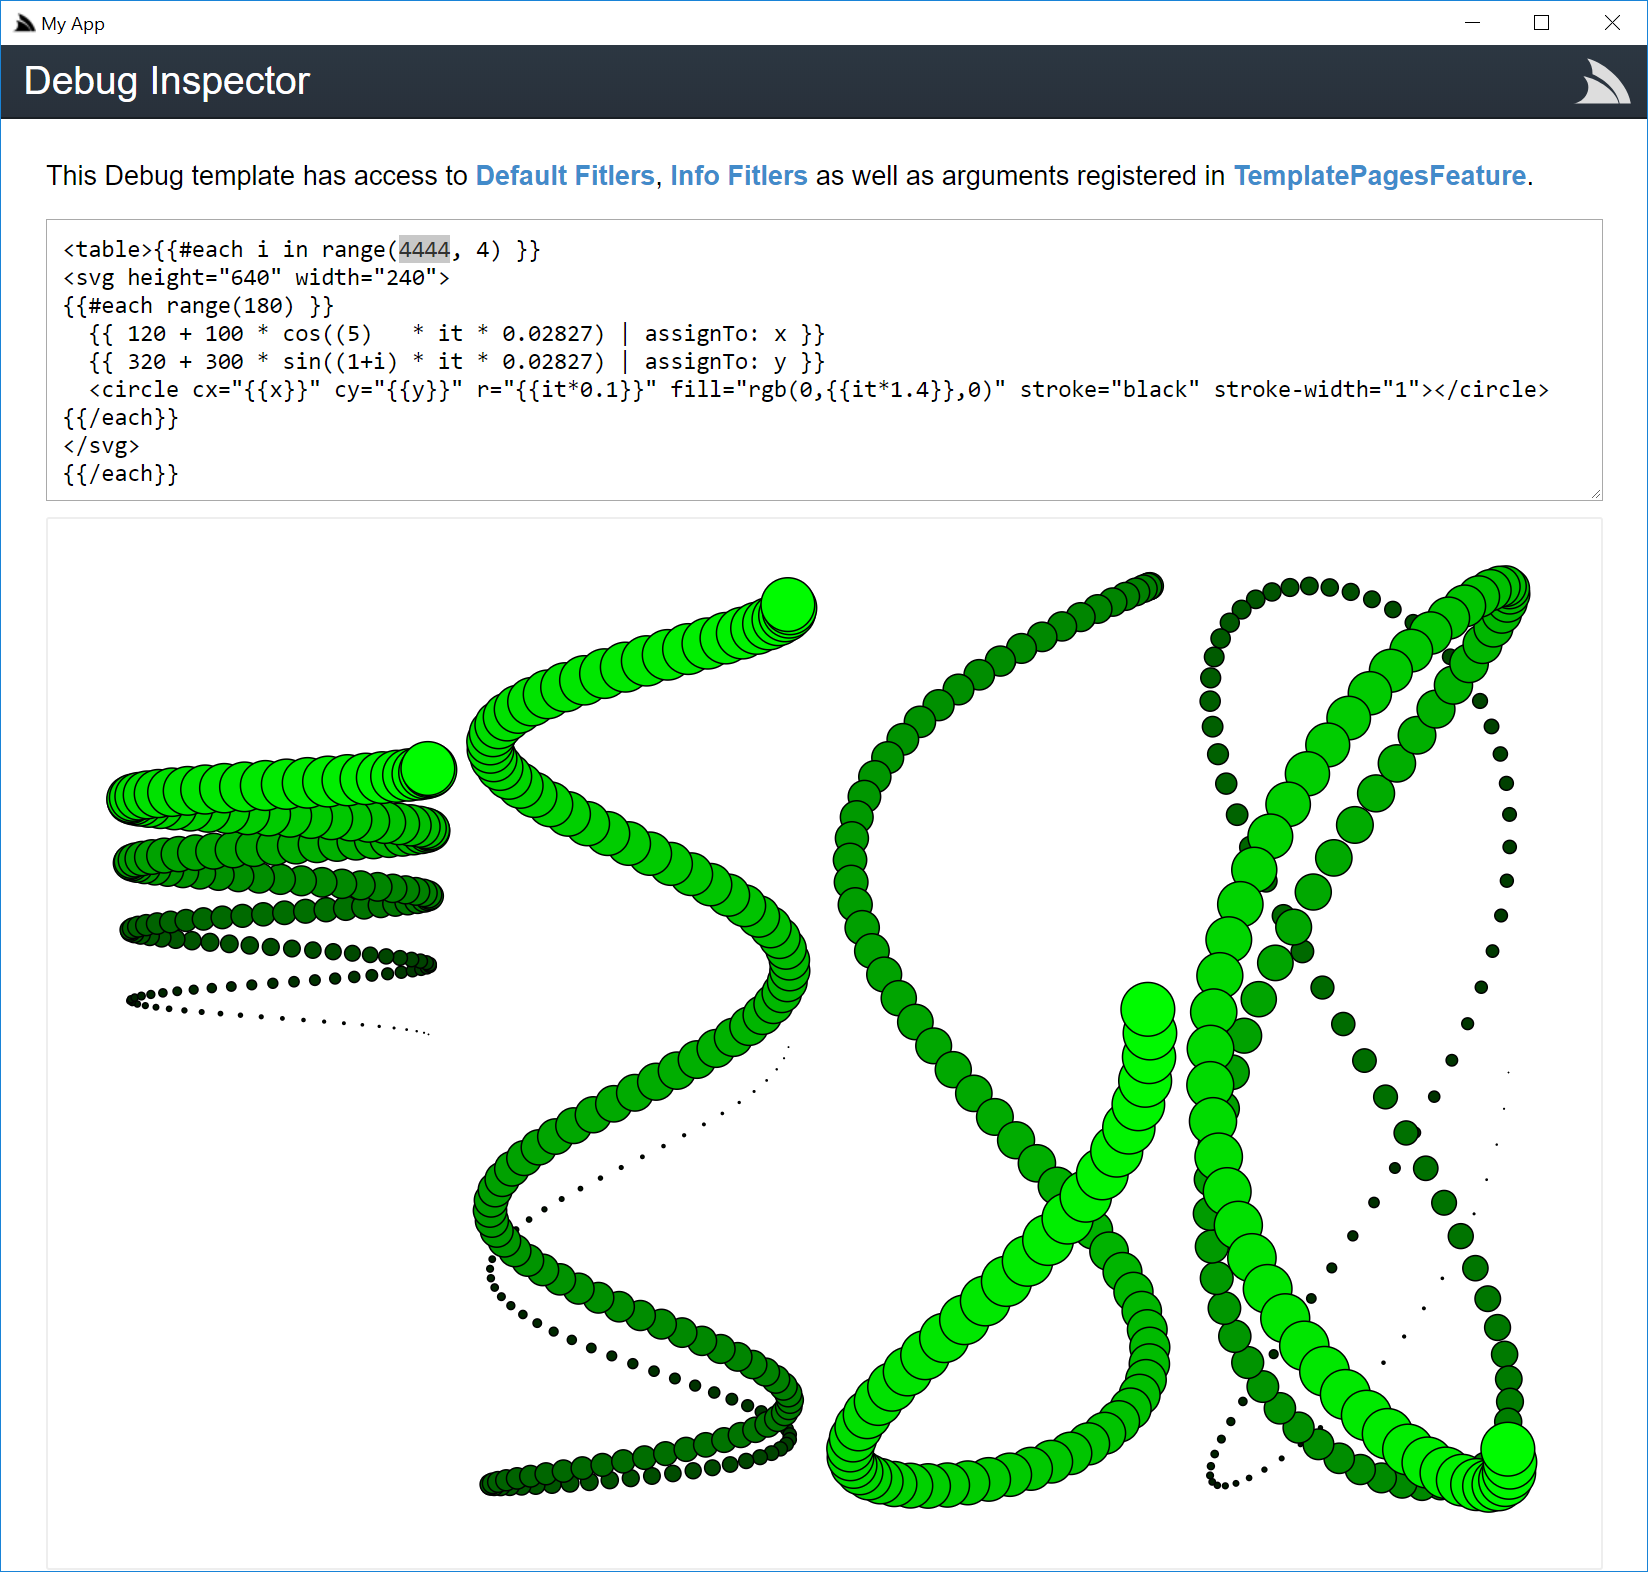 My App
Debug Inspector
This Debug template has access to Default Fitlers, Info Fitlers as well as arguments registered in TemplatePagesFeature.
<table>{{#each i in range(4444, 4) }}
<svg height="640" width="240">
{{#each range(180) }}
  {{ 120 + 100 * cos((5)   * it * 0.02827) | assignTo: x }}
  {{ 320 + 300 * sin((1+i) * it * 0.02827) | assignTo: y }}
  <circle cx="{{x}}" cy="{{y}}" r="{{it*0.1}}" fill="rgb(0,{{it*1.4}},0)" stroke="black" stroke-width="1"></circle>
{{/each}}
</svg>
{{/each}}